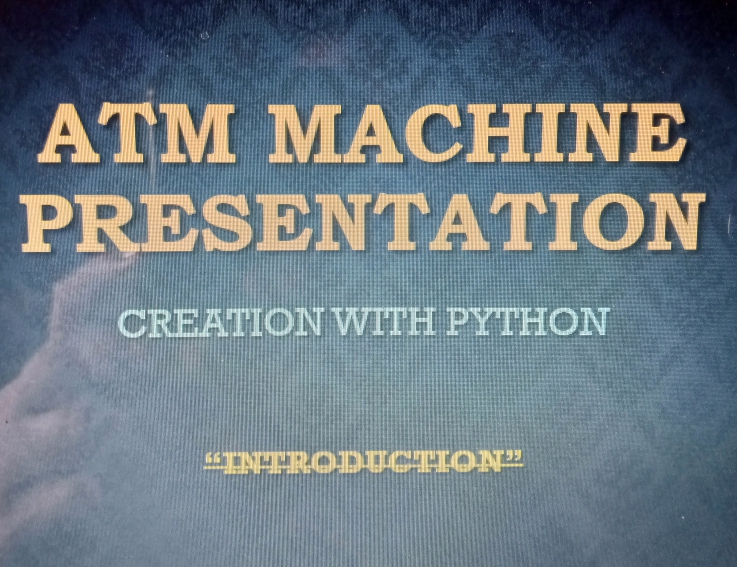 ATM MACHINE
PRESENTATION
CREATION WITH PYTHON
“INTRODUCTION”